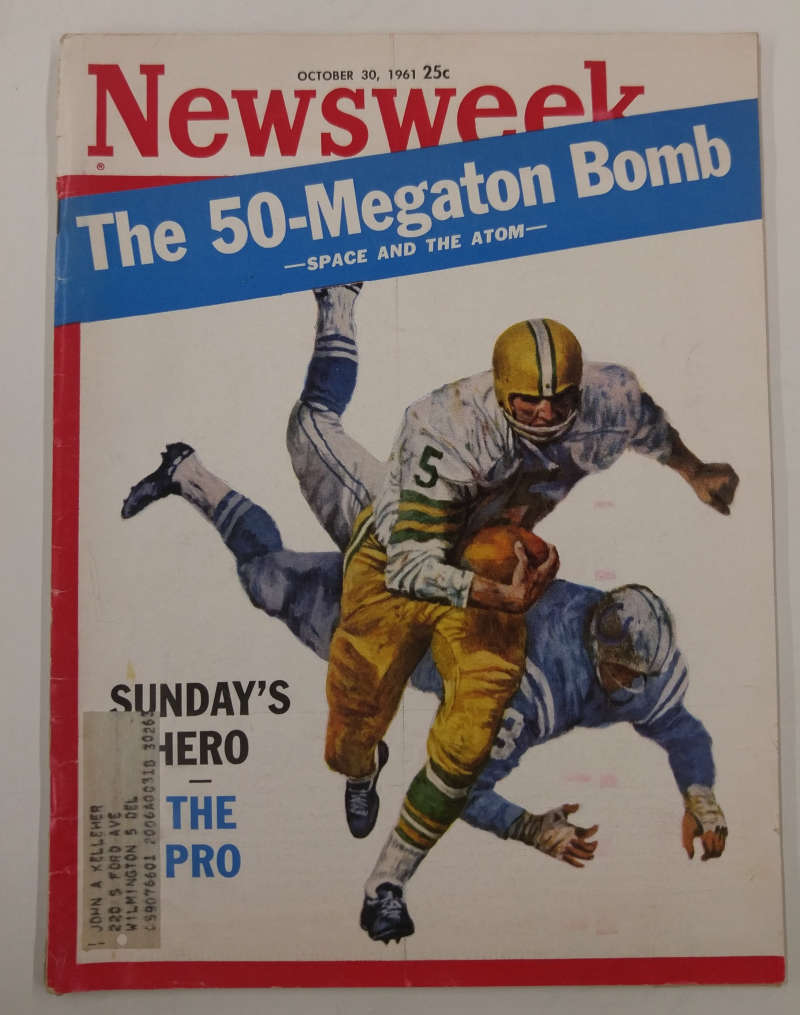 OCTOBER 30, 1961 25c
Newsweek
®
The 50-Megaton Bomb
—SPACE AND THE ATOM—
5
3
SUNDAY'S
HERO
—
THE
PRO
JOHN A KELLEHER
220 S FORD AVE
WILMINGTON 5 DEL